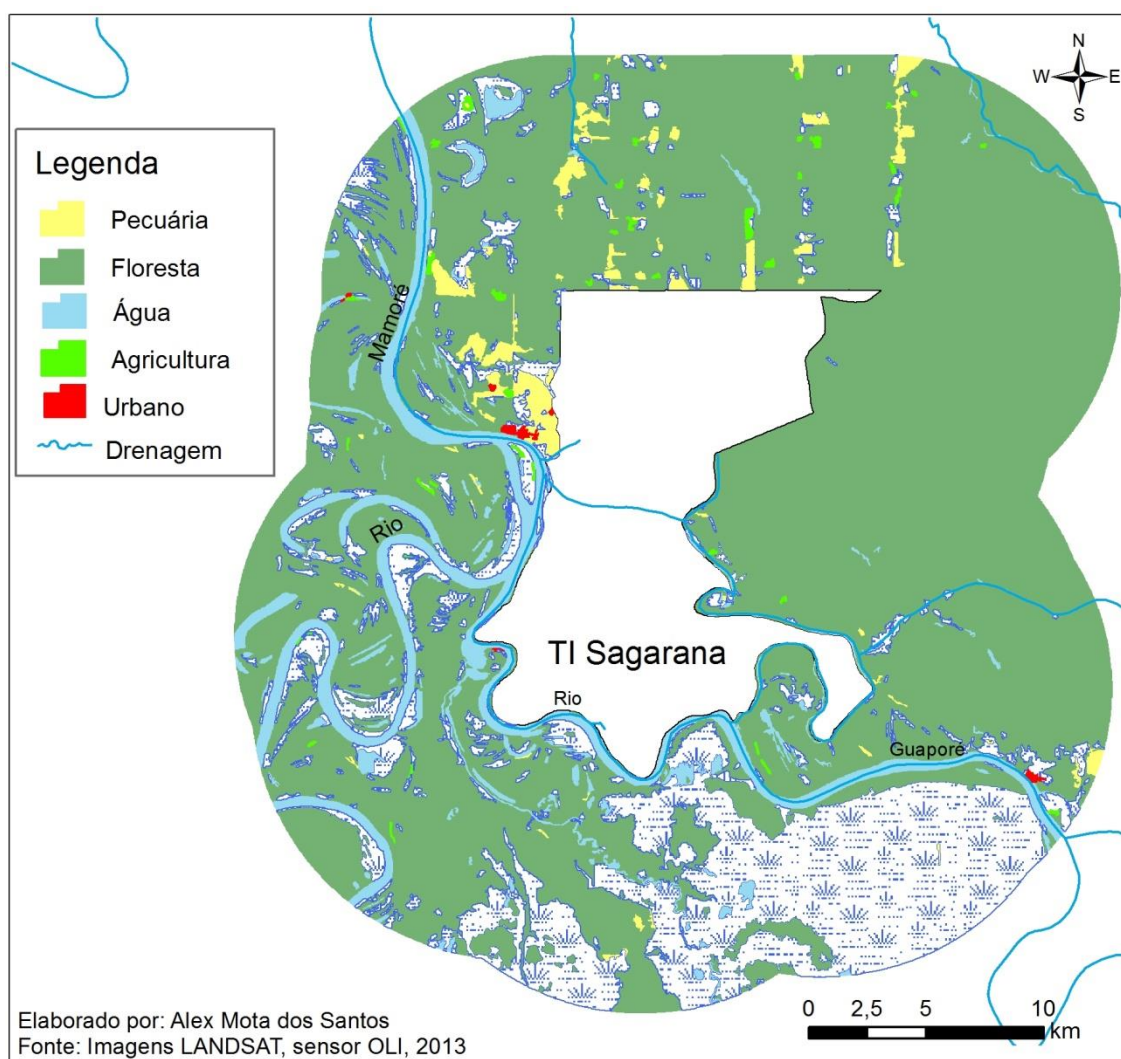 N
W E
S
Legenda
Pecuária
Floresta
Água
Agricultura
Urbano
Drenagem
Mamoré
Rio
TI Sagarana
Rio
Guaporé
0 2,5 5 10
km
Elaborado por: Alex Mota dos Santos
Fonte: Imagens LANDSAT, sensor OLI, 2013